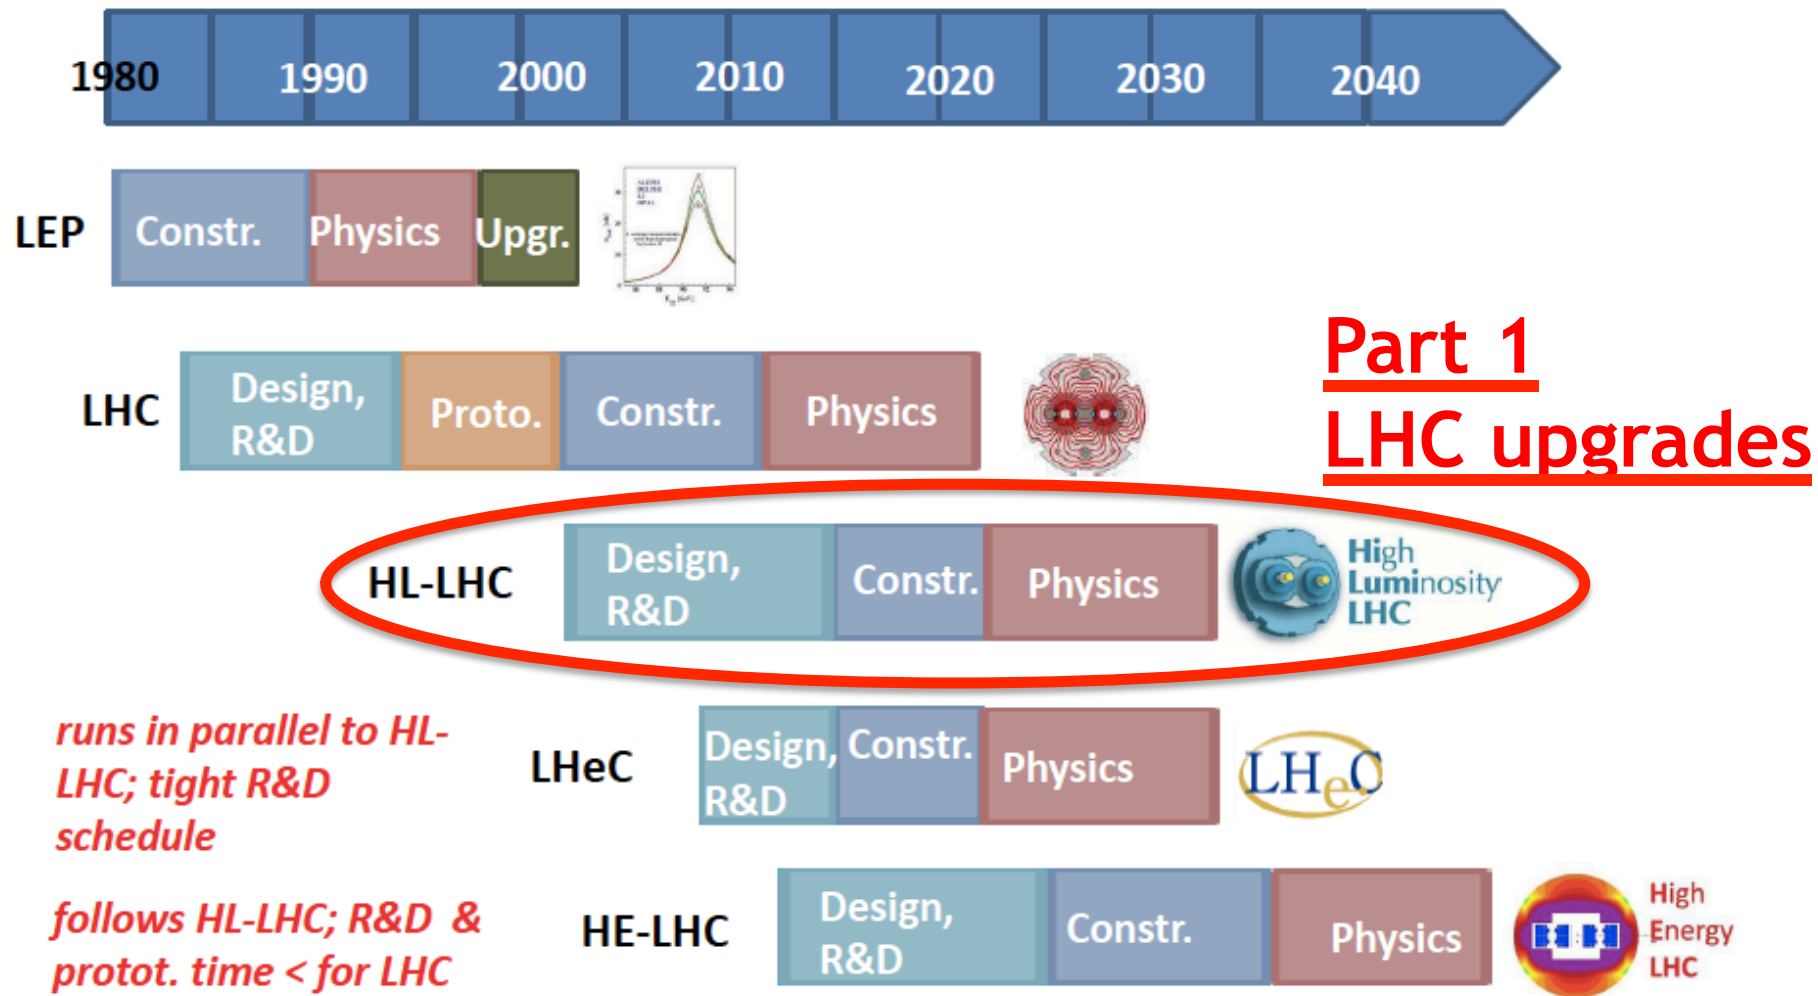 1980 1990 2000 2010 2020 2030 2040
LEP Constr. Physics Upgr.
Part 1
LHC upgrades
LHC Design, R&D Proto. Constr. Physics
HL-LHC Design, R&D Constr. Physics
High
Luminosity
LHC
runs in parallel to HL-
LHC; tight R&D
schedule
LHeC Design, R&D Constr. Physics
LHeC
follows HL-LHC; R&D &
protot. time < for LHC
HE-LHC Design, R&D Constr. Physics
High
Energy
LHC